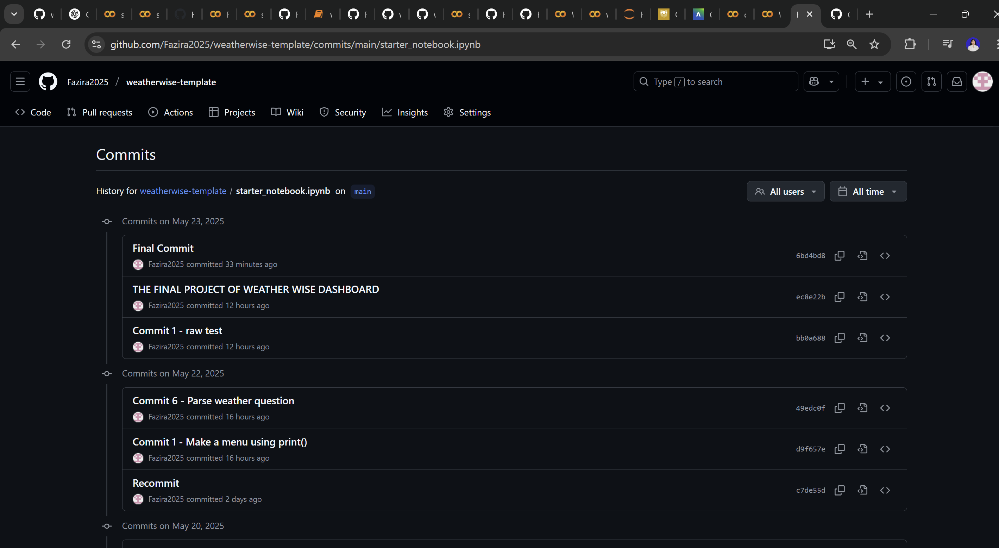 github.com/Fazira2025/weatherwise-template/commits/main/starter_notebook.ipynb
Fazira2025 / weatherwise-template
Type / to search
Code Pull requests Actions Projects Wiki Security Insights Settings
Commits
History for weatherwise-template / starter_notebook.ipynb on main
All users All time
Commits on May 23, 2025
Final Commit
6bd4bd8
Fazira2025 committed 33 minutes ago
THE FINAL PROJECT OF WEATHER WISE DASHBOARD
ec8e22b
Fazira2025 committed 12 hours ago
Commit 1 - raw test
bb0a688
Fazira2025 committed 12 hours ago
Commits on May 22, 2025
Commit 6 - Parse weather question
49edc0f
Fazira2025 committed 16 hours ago
Commit 1 - Make a menu using print()
d9f657e
Fazira2025 committed 16 hours ago
Recommit
c7de55d
Fazira2025 committed 2 days ago
Commits on May 20, 2025